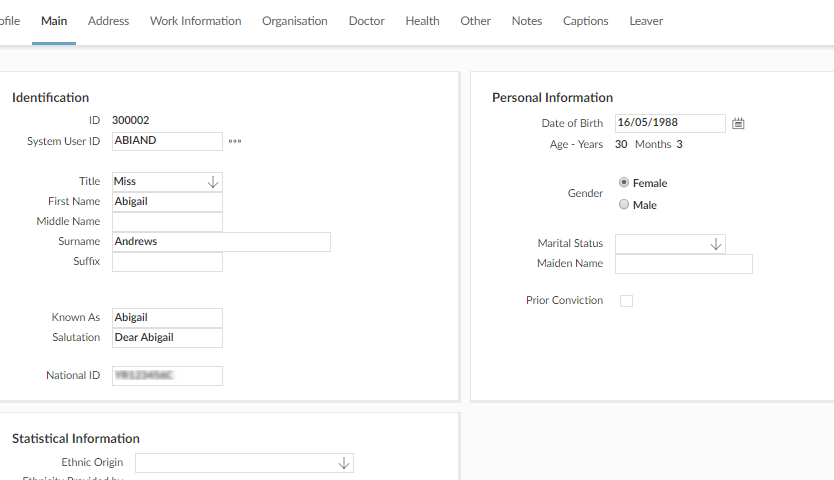 ofile Main Address Work Information Organisation Doctor Health Other Notes Captions Leaver
Identification
ID 300002
System User ID ABIAND
Title Miss
First Name Abigail
Middle Name
Surname Andrews
Suffix
Known As Abigail
Salutation Dear Abigail
National ID
Personal Information
Date of Birth 16/05/1988
Age - Years 30 Months 3
Gender Female
Male
Marital Status
Maiden Name
Prior Conviction
Statistical Information
Ethnic Origin
Ethnicity Provided by